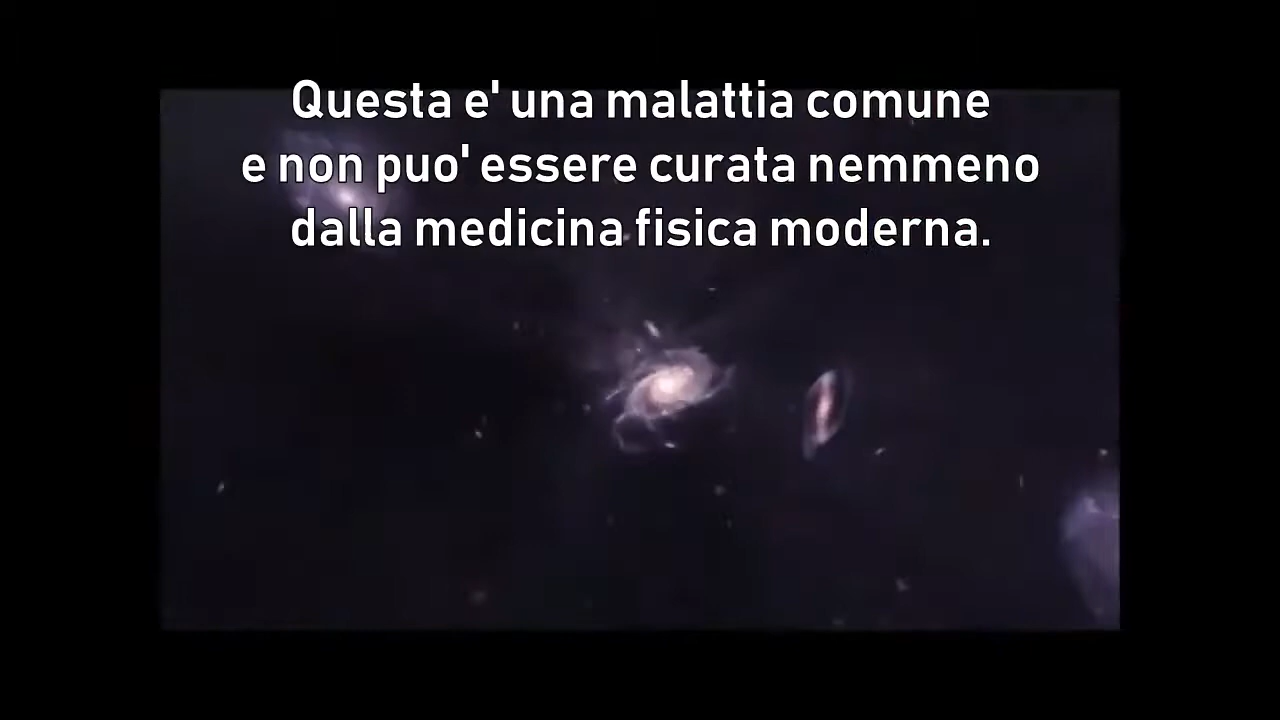 Questa e' una malattia comune
e non puo' essere curata nemmeno
dalla medicina fisica moderna.